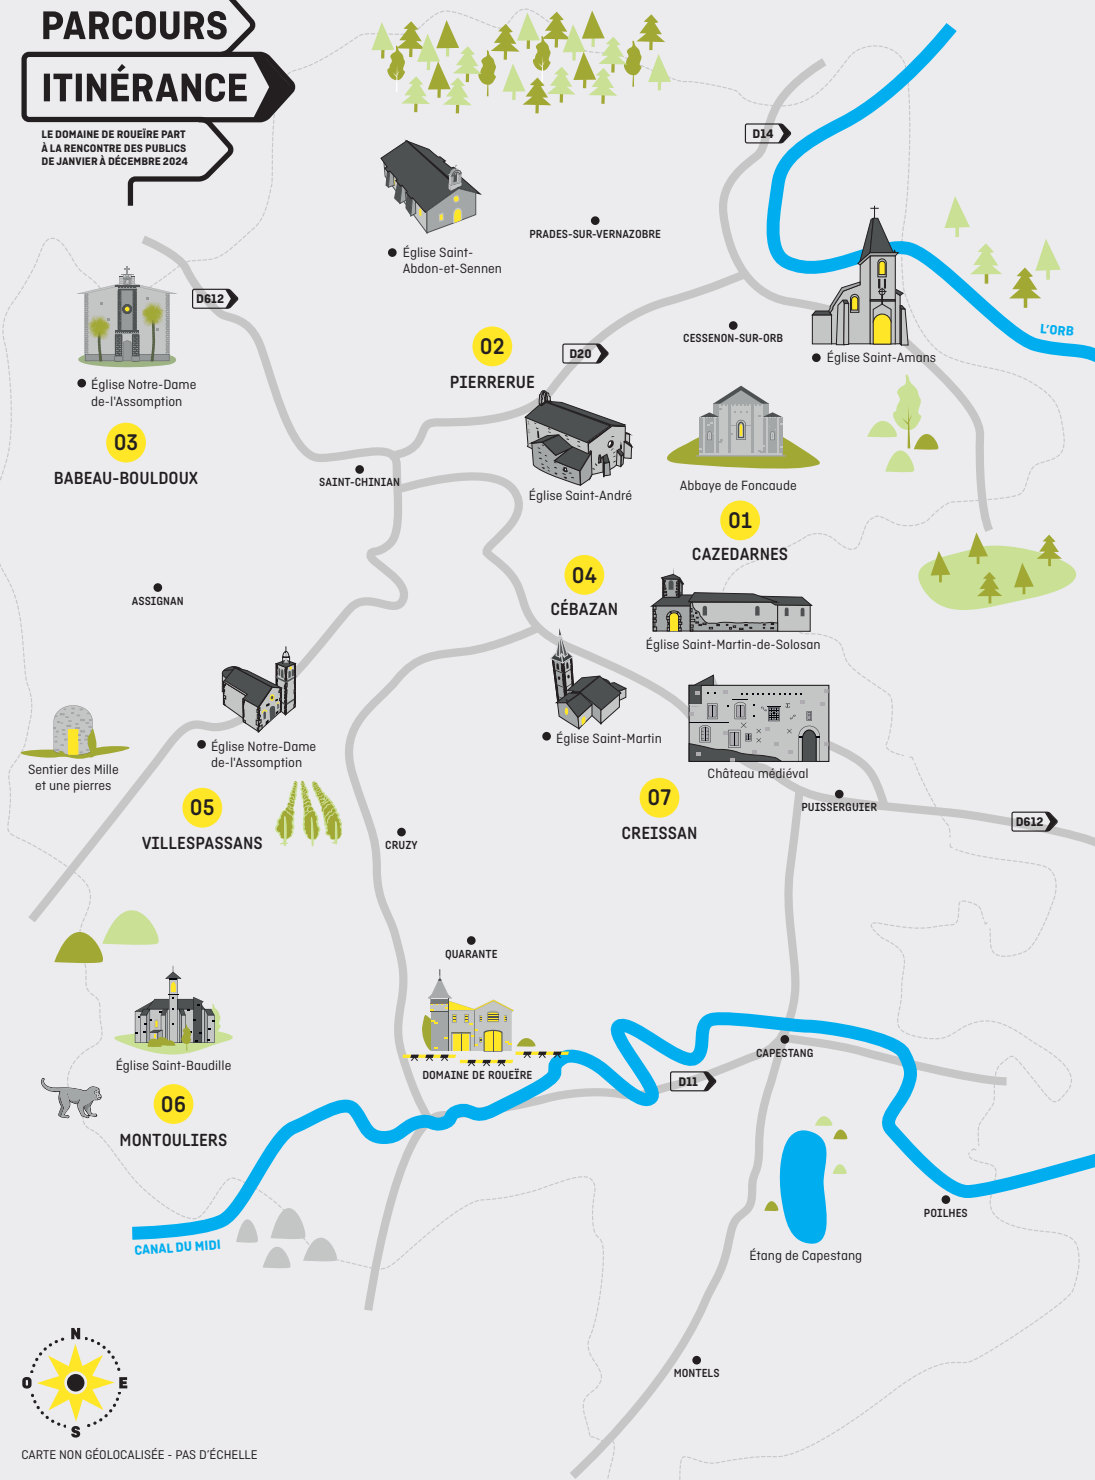 PARCOURS
ITINÉRANCE
LE DOMAINE DE ROUEÏRE PART
À LA RENCONTRE DES PUBLICS
DE JANVIER À DÉCEMBRE 2024
D14
Église Saint-
Abdon-et-Sennen
PRADES-SUR-VERNAZOBRE
D612
L'ORB
CESSENON-SUR-ORB
Église Saint-Amans
02
PIERRERUE
D20
Église Notre-Dame
de-l'Assomption
03
BABEAU-BOULDOUX
SAINT-CHINIAN
Église Saint-André
Abbaye de Foncaude
01
CAZEDARNES
ASSIGNAN
04
CÉBAZAN
Église Saint-Martin-de-Solosan
Église Saint-Martin
Église Notre-Dame
de-l'Assomption
Sentier des Mille
et une pierres
Château médiéval
05
VILLESPASSANS
07
CREISSAN
PUISSERGUIER
D612
CRUZY
QUARANTE
DOMAINE DE ROUEÏRE
CAPESTANG
D11
Église Saint-Baudille
06
MONTOULIERS
CANAL DU MIDI
POILHES
Étang de Capestang
MONTELS
N
O
E
S
CARTE NON GÉOLOCALISÉE - PAS D'ÉCHELLE